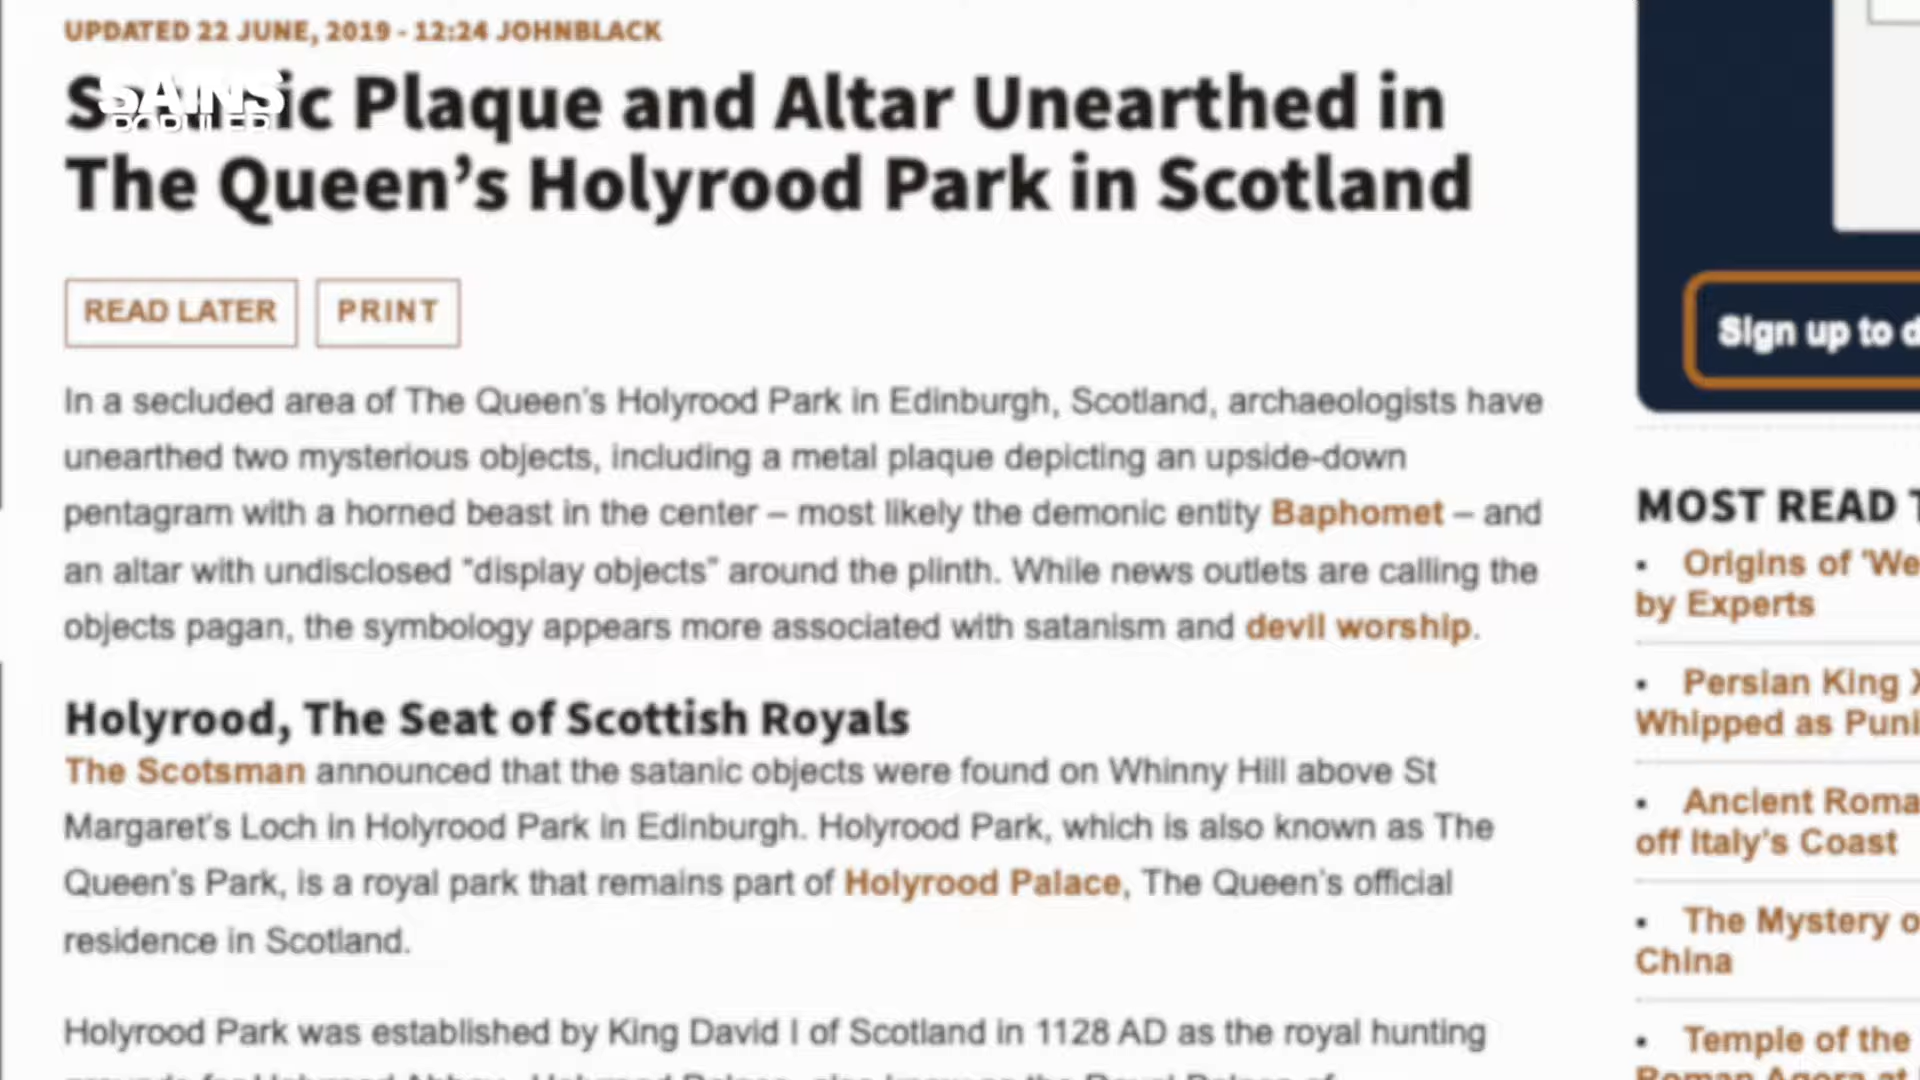 UPDATED 22 JUNE, 2019 - 12:24 JOHNBLACK
SAINS
POPULER
Plaque and Altar Unearthed in
The Queen’s Holyrood Park in Scotland
READ LATER
PRINT
In a secluded area of The Queen’s Holyrood Park in Edinburgh, Scotland, archaeologists have
unearthed two mysterious objects, including a metal plaque depicting an upside-down
pentagram with a horned beast in the center – most likely the demonic entity Baphomet – and
an altar with undisclosed “display objects” around the plinth. While news outlets are calling the
objects pagan, the symbology appears more associated with satanism and devil worship.
Holyrood, The Seat of Scottish Royals
The Scotsman announced that the satanic objects were found on Whinny Hill above St
Margaret’s Loch in Holyrood Park in Edinburgh. Holyrood Park, which is also known as The
Queen’s Park, is a royal park that remains part of Holyrood Palace, The Queen’s official
residence in Scotland.
Holyrood Park was established by King David I of Scotland in 1128 AD as the royal hunting
Sign up to d
MOST READ T
Origins of 'We
by Experts
Persian King
Whipped as Puni
Ancient Roma
off Italy's Coast
The Mystery o
China
Temple of the